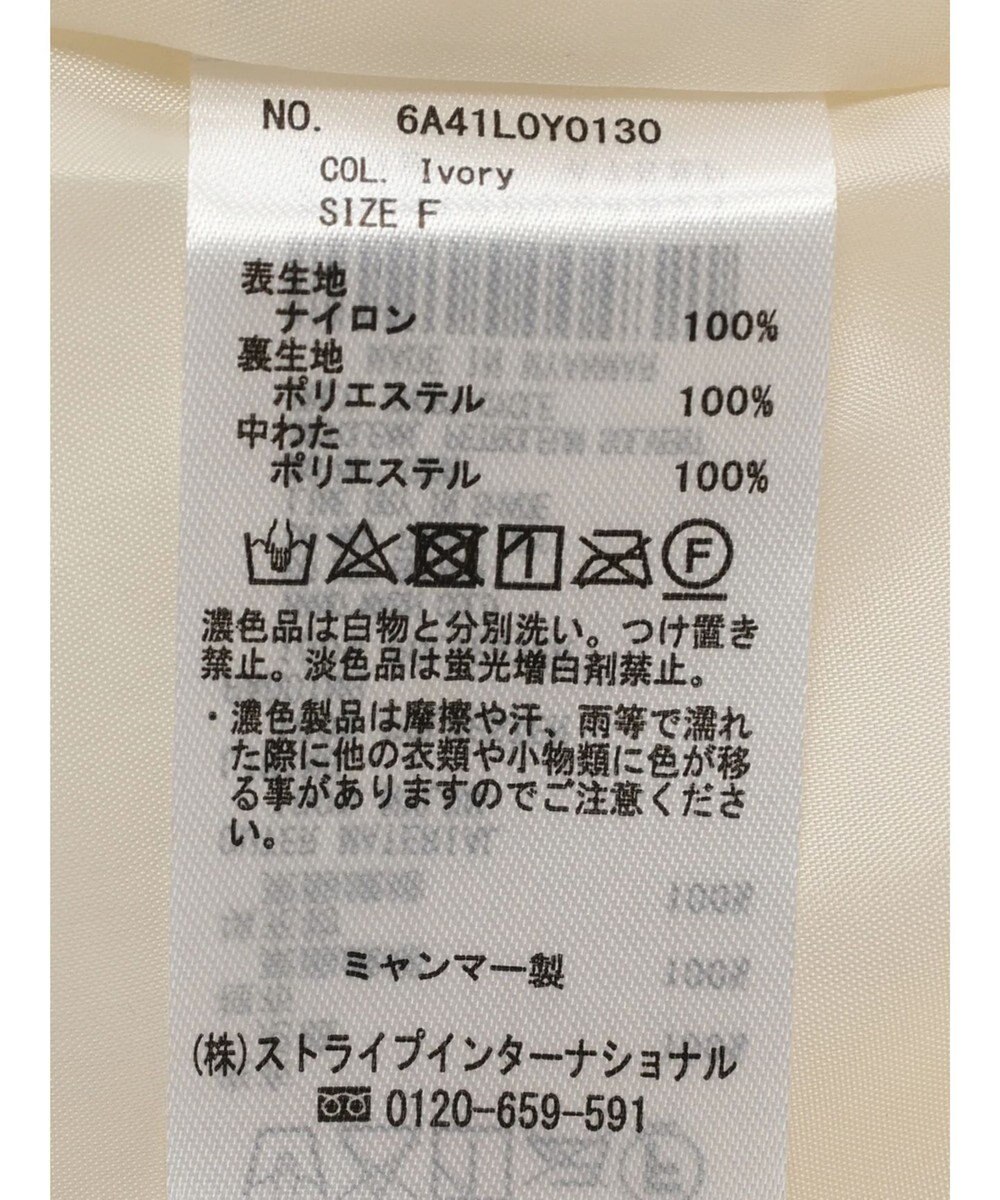 NO. 6A41L0Y0130
COL. Ivory
SIZE F
表生地
ナイロン 100%
裏生地
ポリエステル 100%
中わた
ポリエステル 100%
F
濃色品は白物と分別洗い。つけ置き
禁止。淡色品は蛍光増白剤禁止。
・濃色製品は摩擦や汗、雨等で濡れ
た際に他の衣類や小物類に色が移
る事がありますのでご注意くださ
い。
ミャンマー製
(株)ストライプインターナショナル
0120-659-591